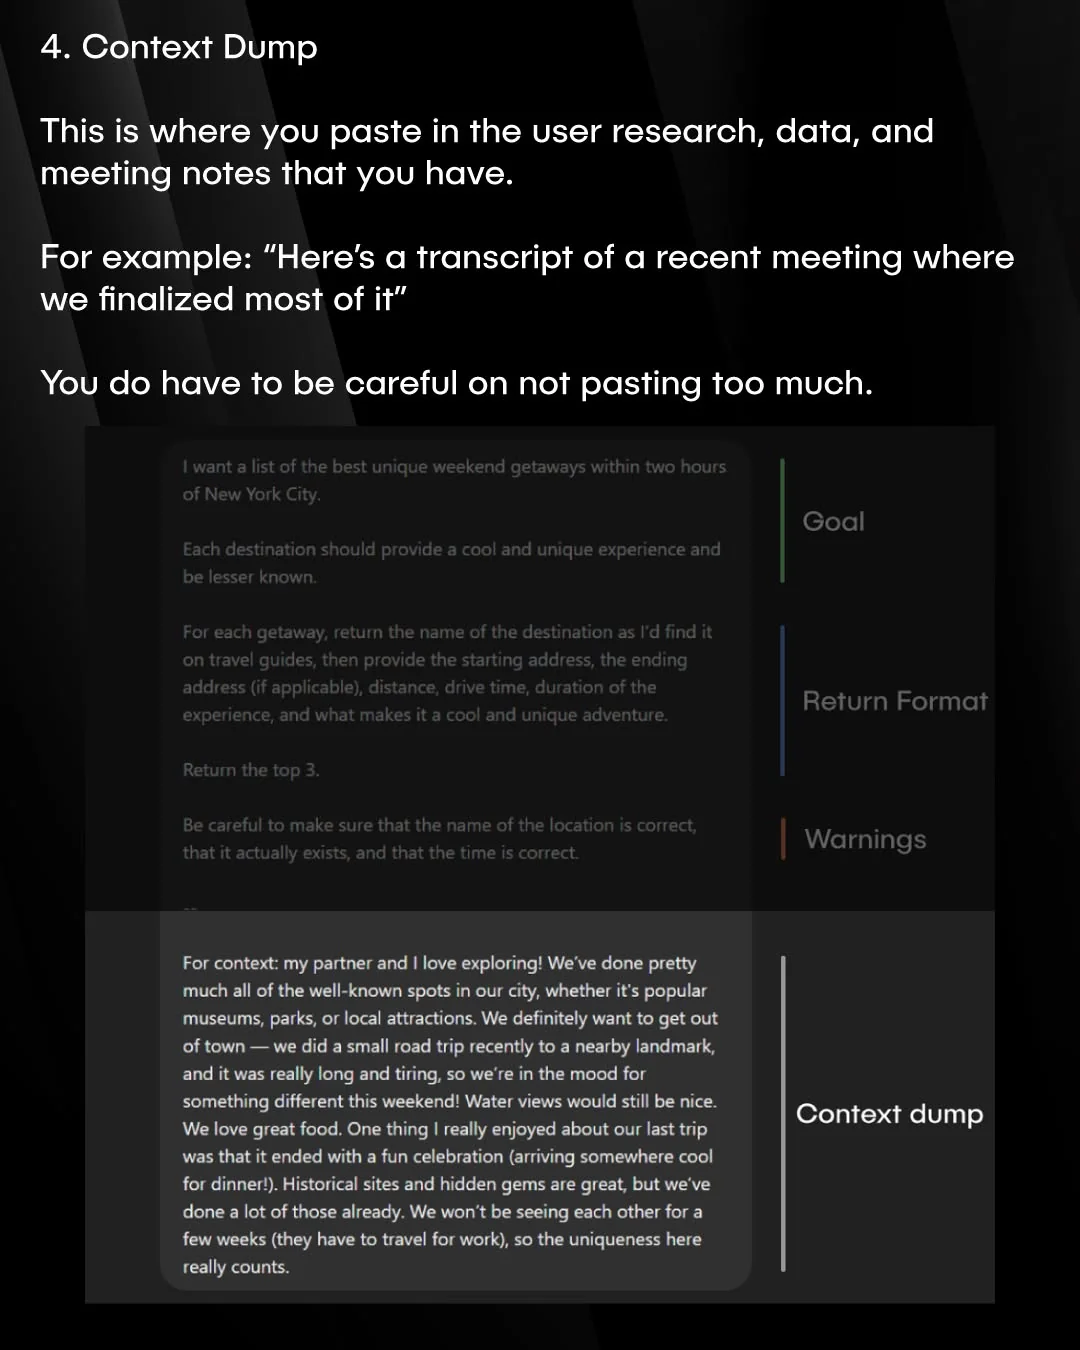 4. Context Dump
This is where you paste in the user research, data, and
meeting notes that you have.
For example: “Here’s a transcript of a recent meeting where
we finalized most of it”
You do have to be careful on not pasting too much.
I want a list of the best unique weekend getaways within two hours
of New York City.
Each destination should provide a cool and unique experience and
be lesser known.
Goal
For each getaway, return the name of the destination as I'd find it
on travel guides, then provide the starting address, the ending
address (if applicable), distance, drive time, duration of the
experience, and what makes it a cool and unique adventure.
Return the top 3.
Return Format
Be careful to make sure that the name of the location is correct,
that it actually exists, and that the time is correct.
Warnings
--
For context: my partner and I love exploring! We've done pretty
much all of the well-known spots in our city, whether it's popular
museums, parks, or local attractions. We definitely want to get out
of town — we did a small road trip recently to a nearby landmark,
and it was really long and tiring, so we're in the mood for
something different this weekend! Water views would still be nice.
We love great food. One thing I really enjoyed about our last trip
was that it ended with a fun celebration (arriving somewhere cool
for dinner!). Historical sites and hidden gems are great, but we've
done a lot of those already. We won't be seeing each other for a
few weeks (they have to travel for work), so the uniqueness here
really counts.
Context dump